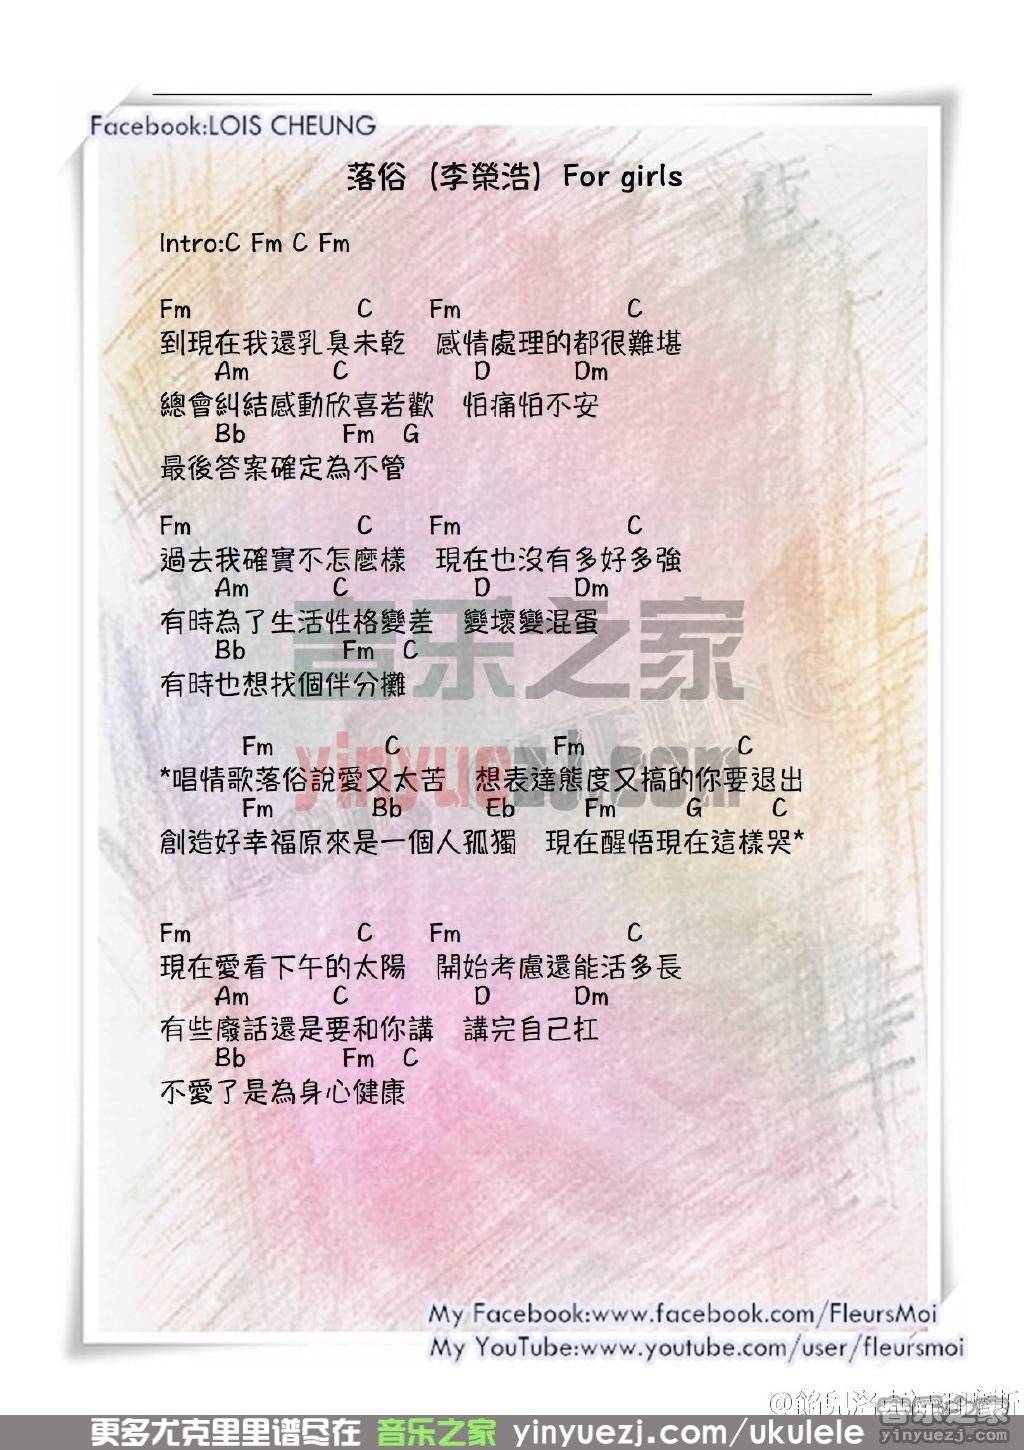 Facebook:LOIS CHEUNG
落俗 (李榮浩) For girls
Intro:C Fm C Fm
Fm C Fm C
到現在我還乳臭未乾 感情處理的都很難堪
Am C D Dm
總會糾結感動欣喜若歡 怕痛怕不安
Bb Fm G
最後答案確定為不管
Fm C Fm C
過去我確實不怎麼樣 現在也沒有多好多強
Am C D Dm
有時為了生活性格變差 變壞變混蛋
Bb Fm C
有時也想找個伴分攤
音乐之家
yinyuezj.com
Fm C Fm C
*唱情歌落俗說愛又太苦 想表達態度又搞的你要退出
Fm Bb Eb Fm G C
創造好幸福原來是一個人孤獨 現在醒悟現在這樣哭*
Fm C Fm C
現在愛看下午的太陽 開始考慮還能活多長
Am C D Dm
有些廢話還是要和你講 講完自己扛
Bb Fm C
不愛了是為身心健康
My Facebook:www.facebook.com/FleursMoi
My YouTube:www.youtube.com/user/fleursmoi
音乐之家
yinyuezj.com
更多尤克里里谱尽在 音乐之家 yinyuezj.com/ukulele